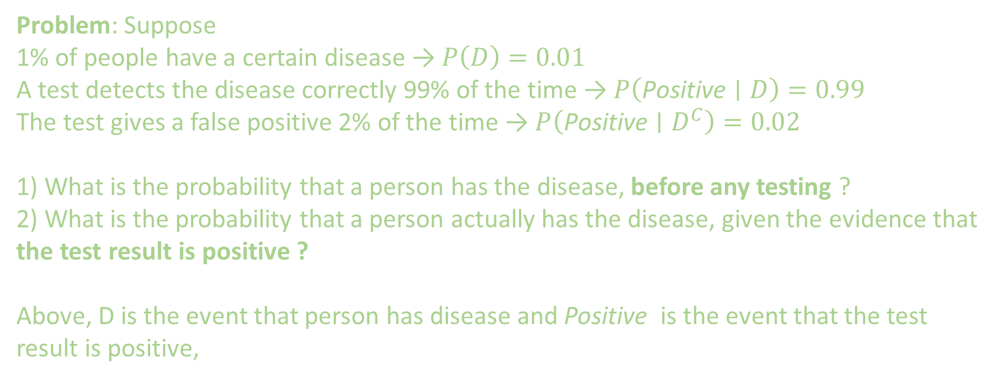 Problem: Suppose
1% of people have a certain disease → P(D) = 0.01
A test detects the disease correctly 99% of the time → P(Positive | D) = 0.99
The test gives a false positive 2% of the time → P(Positive | Dᶜ) = 0.02
1) What is the probability that a person has the disease, before any testing ?
2) What is the probability that a person actually has the disease, given the evidence that
the test result is positive ?
Above, D is the event that person has disease and Positive is the event that the test
result is positive,